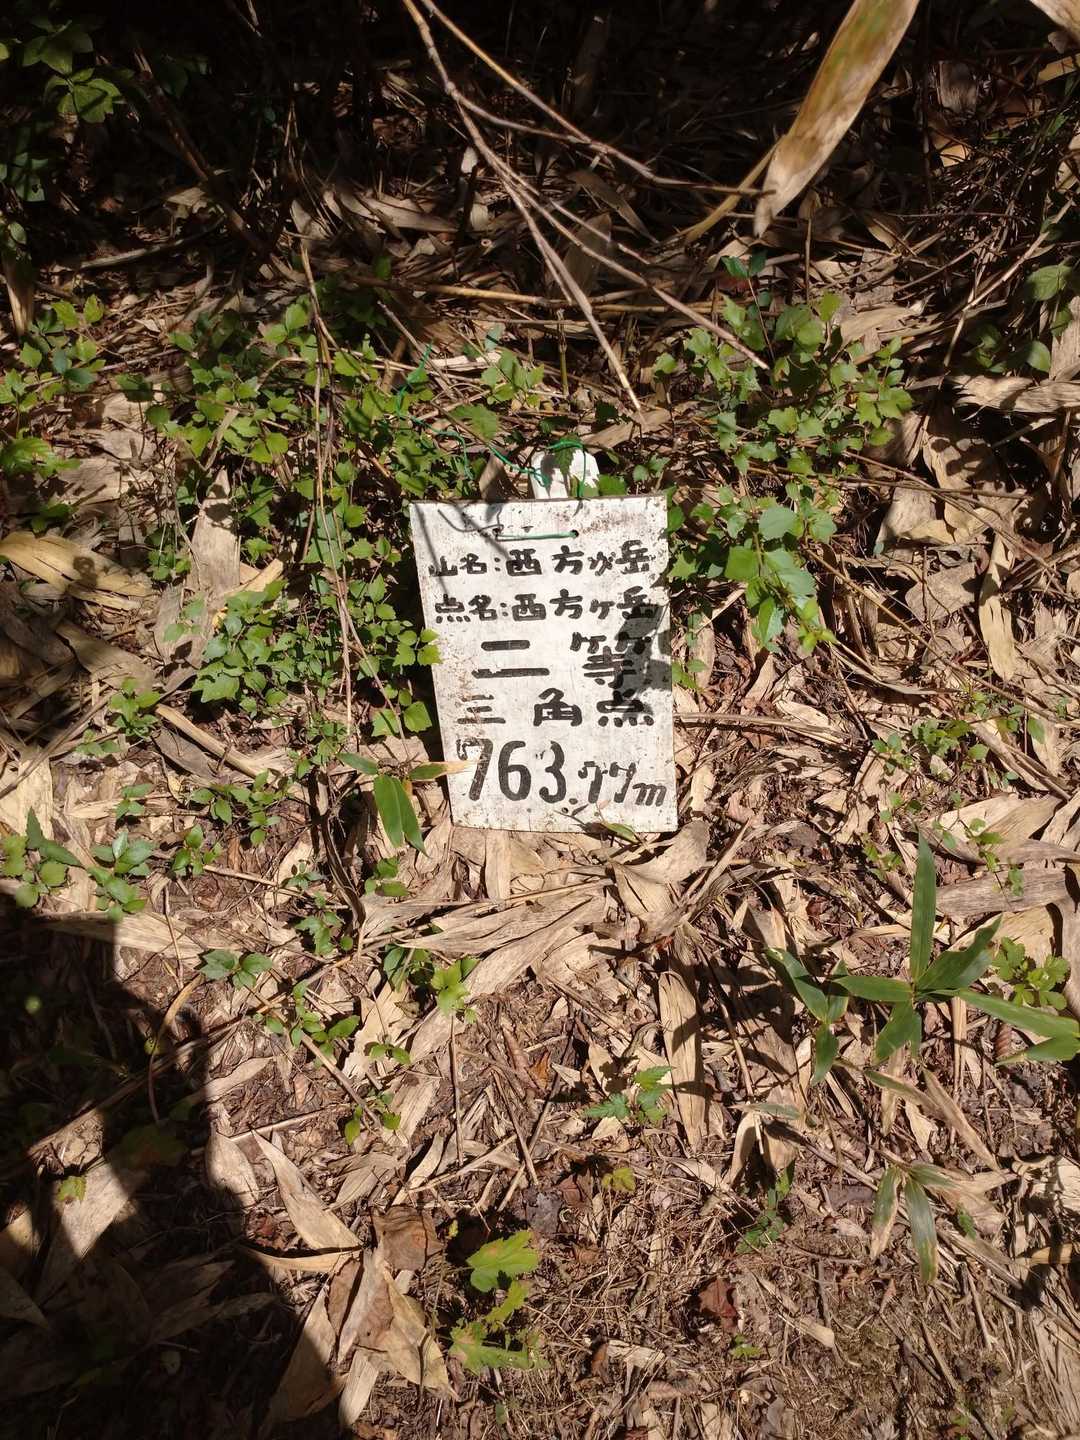 山名:西方が岳
点名:西方ヶ岳
二等
三角点
763.77m